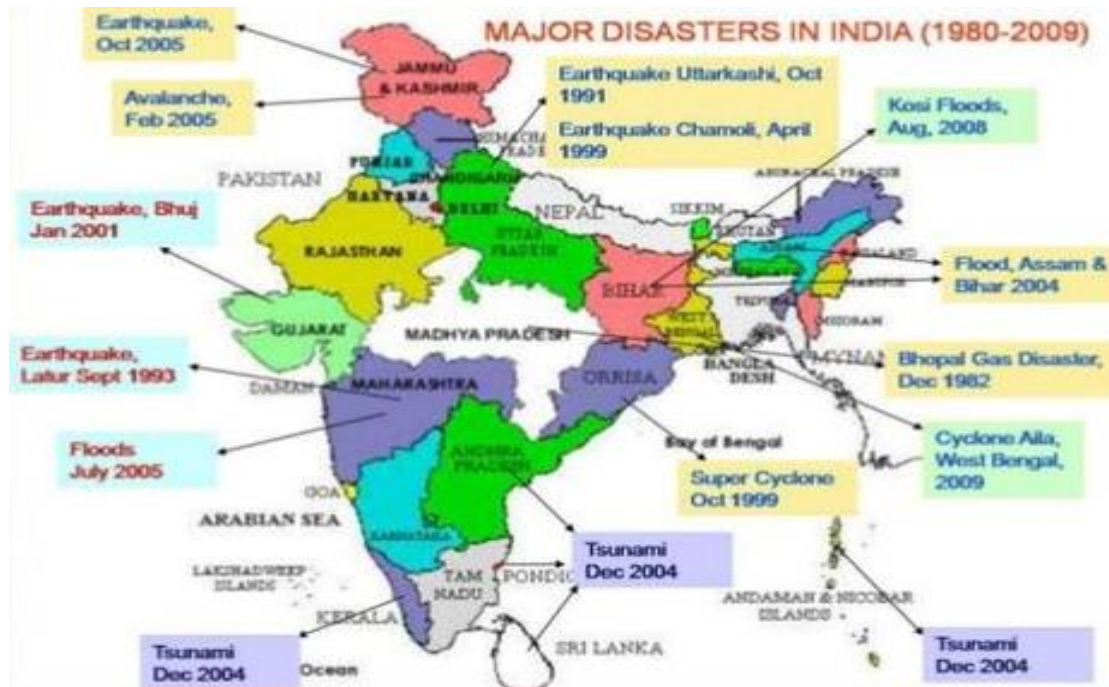 MAJOR DISASTERS IN INDIA (1980-2009)
Earthquake,
Oct 2005
JAMMU
& KASHMIR
Avalanche,
Feb 2005
Earthquake Uttarkashi, Oct
1991
Earthquake Chamoli, April
1999
Kosi Floods,
Aug, 2008
PUNJAB
PAKISTAN
HARYANA
DELHI
NEPAL
SIKKIM
BHUTAN
Earthquake, Bhuj
Jan 2001
RAJASTHAN
UTTAR
PRADESH
ASSAM
BIHAR
Flood, Assam &
Bihar 2004
GUJARAT
MADHYA PRADESH
WEST
BENGAL
MIZORAM
Earthquake,
Latur Sept 1993
DAMAN
MAHARASHTRA
ORRISA
BANGLA
DESH
MYNAM
Bhopal Gas Disaster,
Dec 1982
Floods
July 2005
ANDHRA
PRADESH
Bay of Bengal
Cyclone Aila,
West Bengal,
2009
Super Cyclone
Oct 1999
GOA
ARABIAN SEA
KARNATAKA
LAKSHADWEEP
ISLANDS
TAM
NADU
PONDIC
Tsunami
Dec 2004
ANDAMAN & NICOBAR
ISLANDS
KERALA
SRI LANKA
Tsunami
Dec 2004
Ocean
Tsunami
Dec 2004